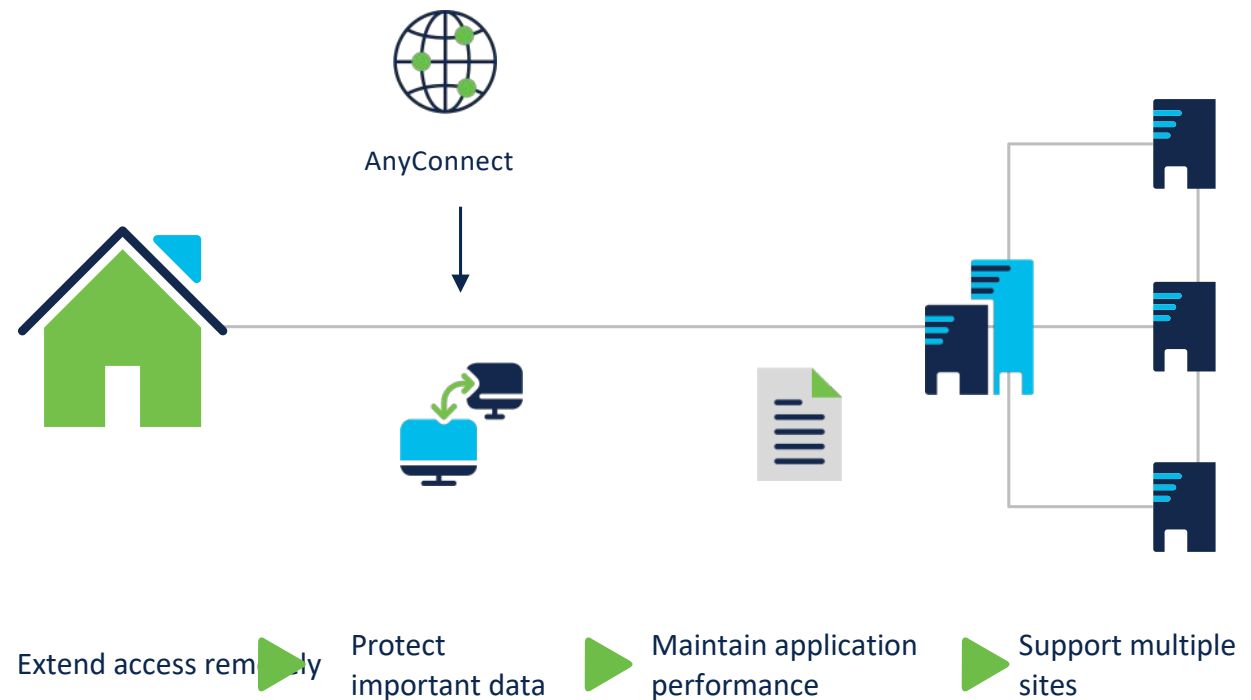 AnyConnect
Extend access remotely
Protect
important data
Maintain application
performance
Support multiple
sites